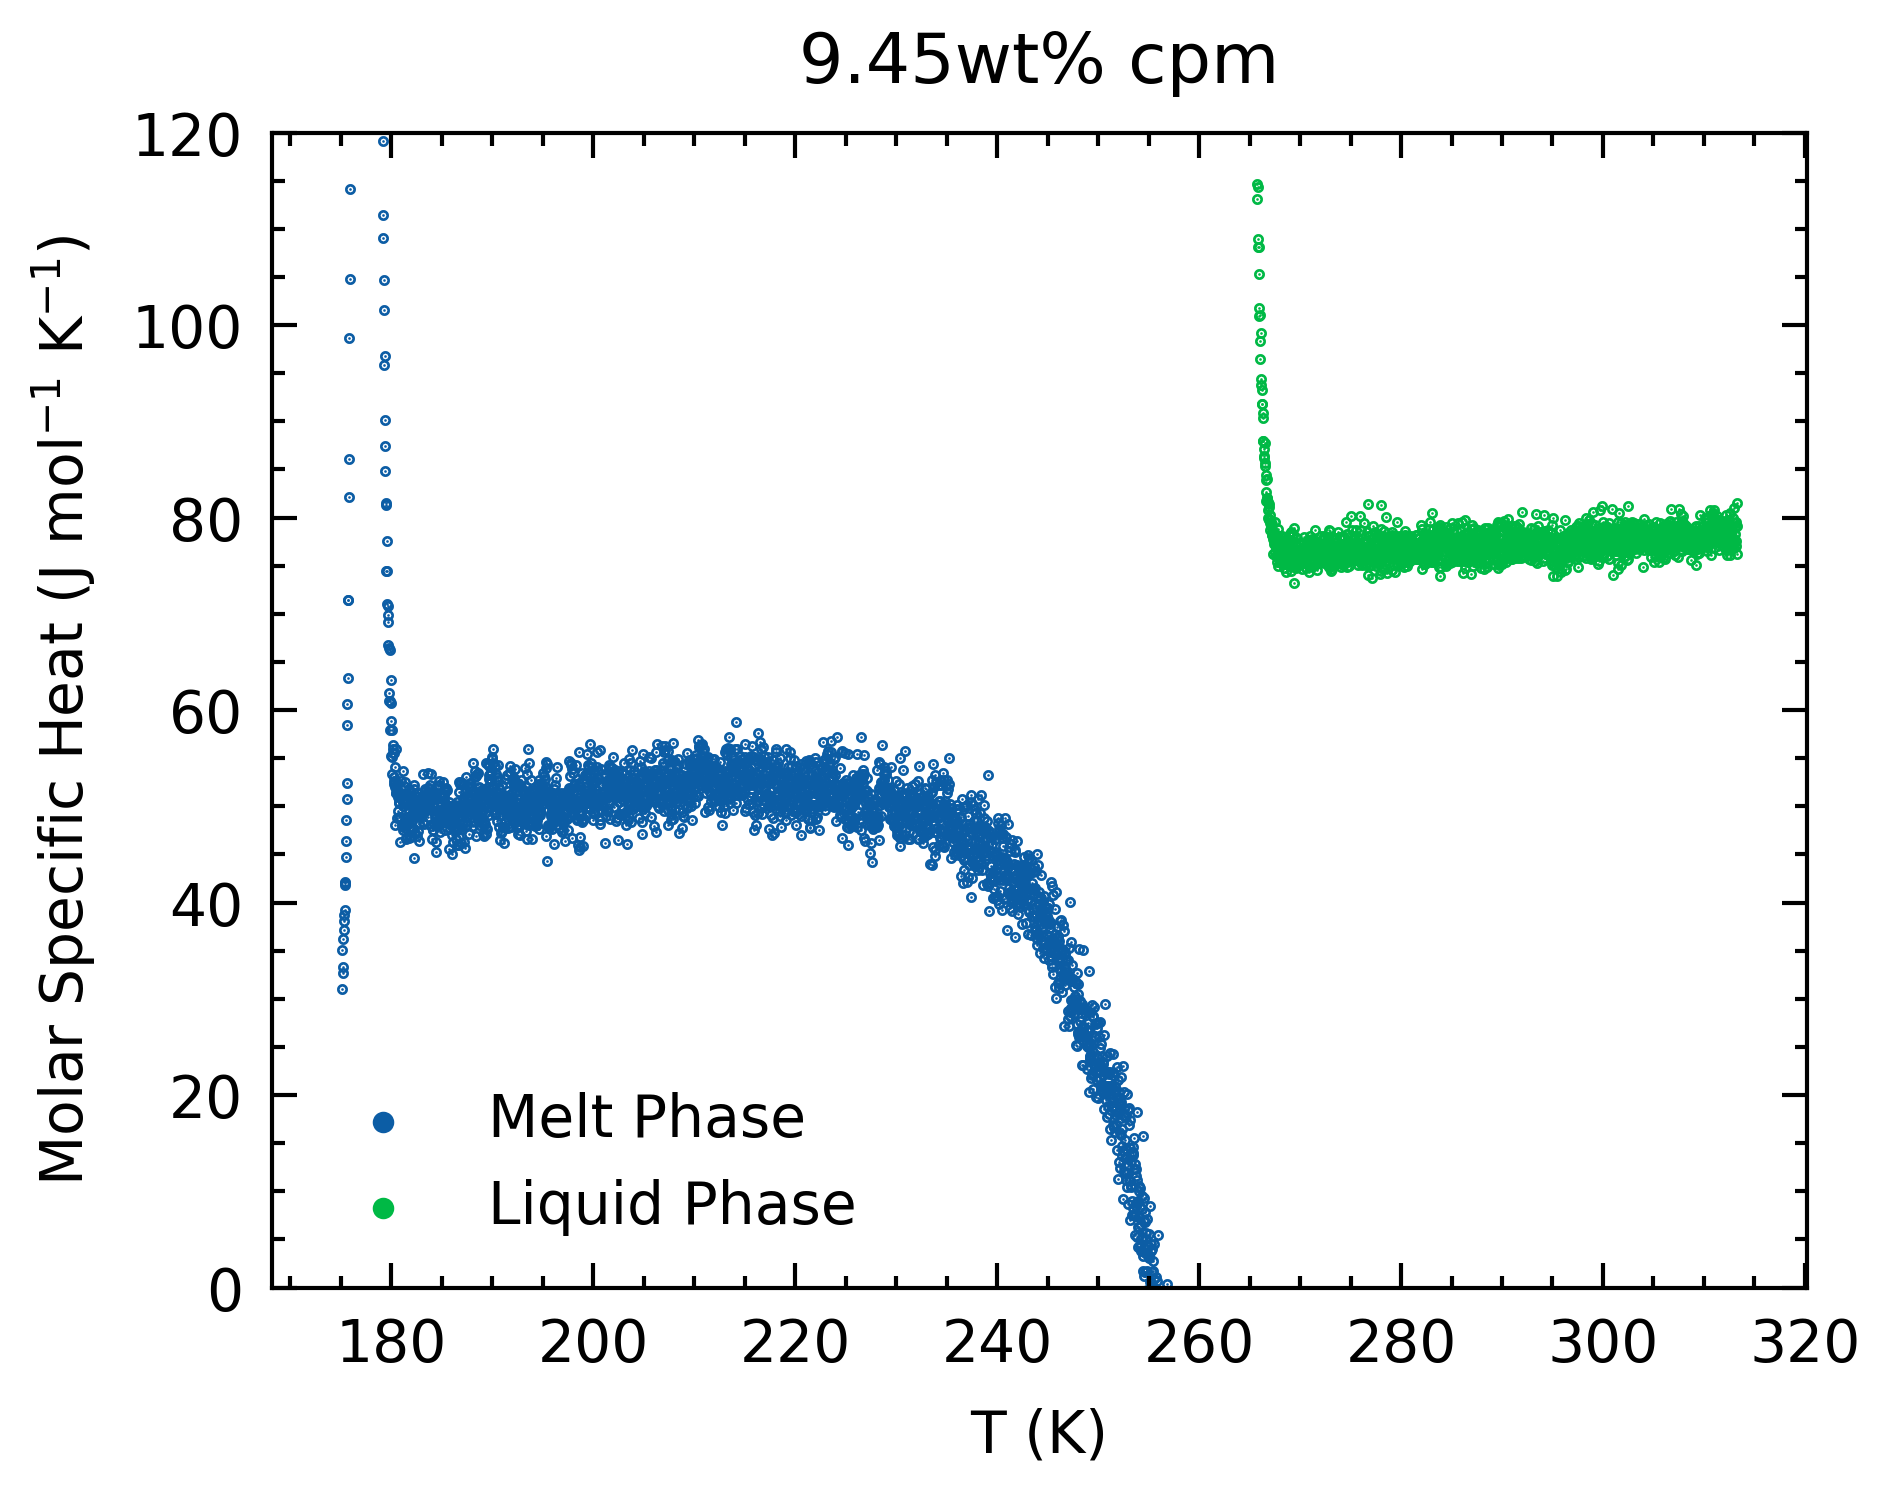 9.45wt% cpm
Molar Specific Heat (J mol⁻¹ K⁻¹)
120
100
80
60
40
20
0
Melt Phase
Liquid Phase
180 200 220 240 260 280 300 320
T (K)